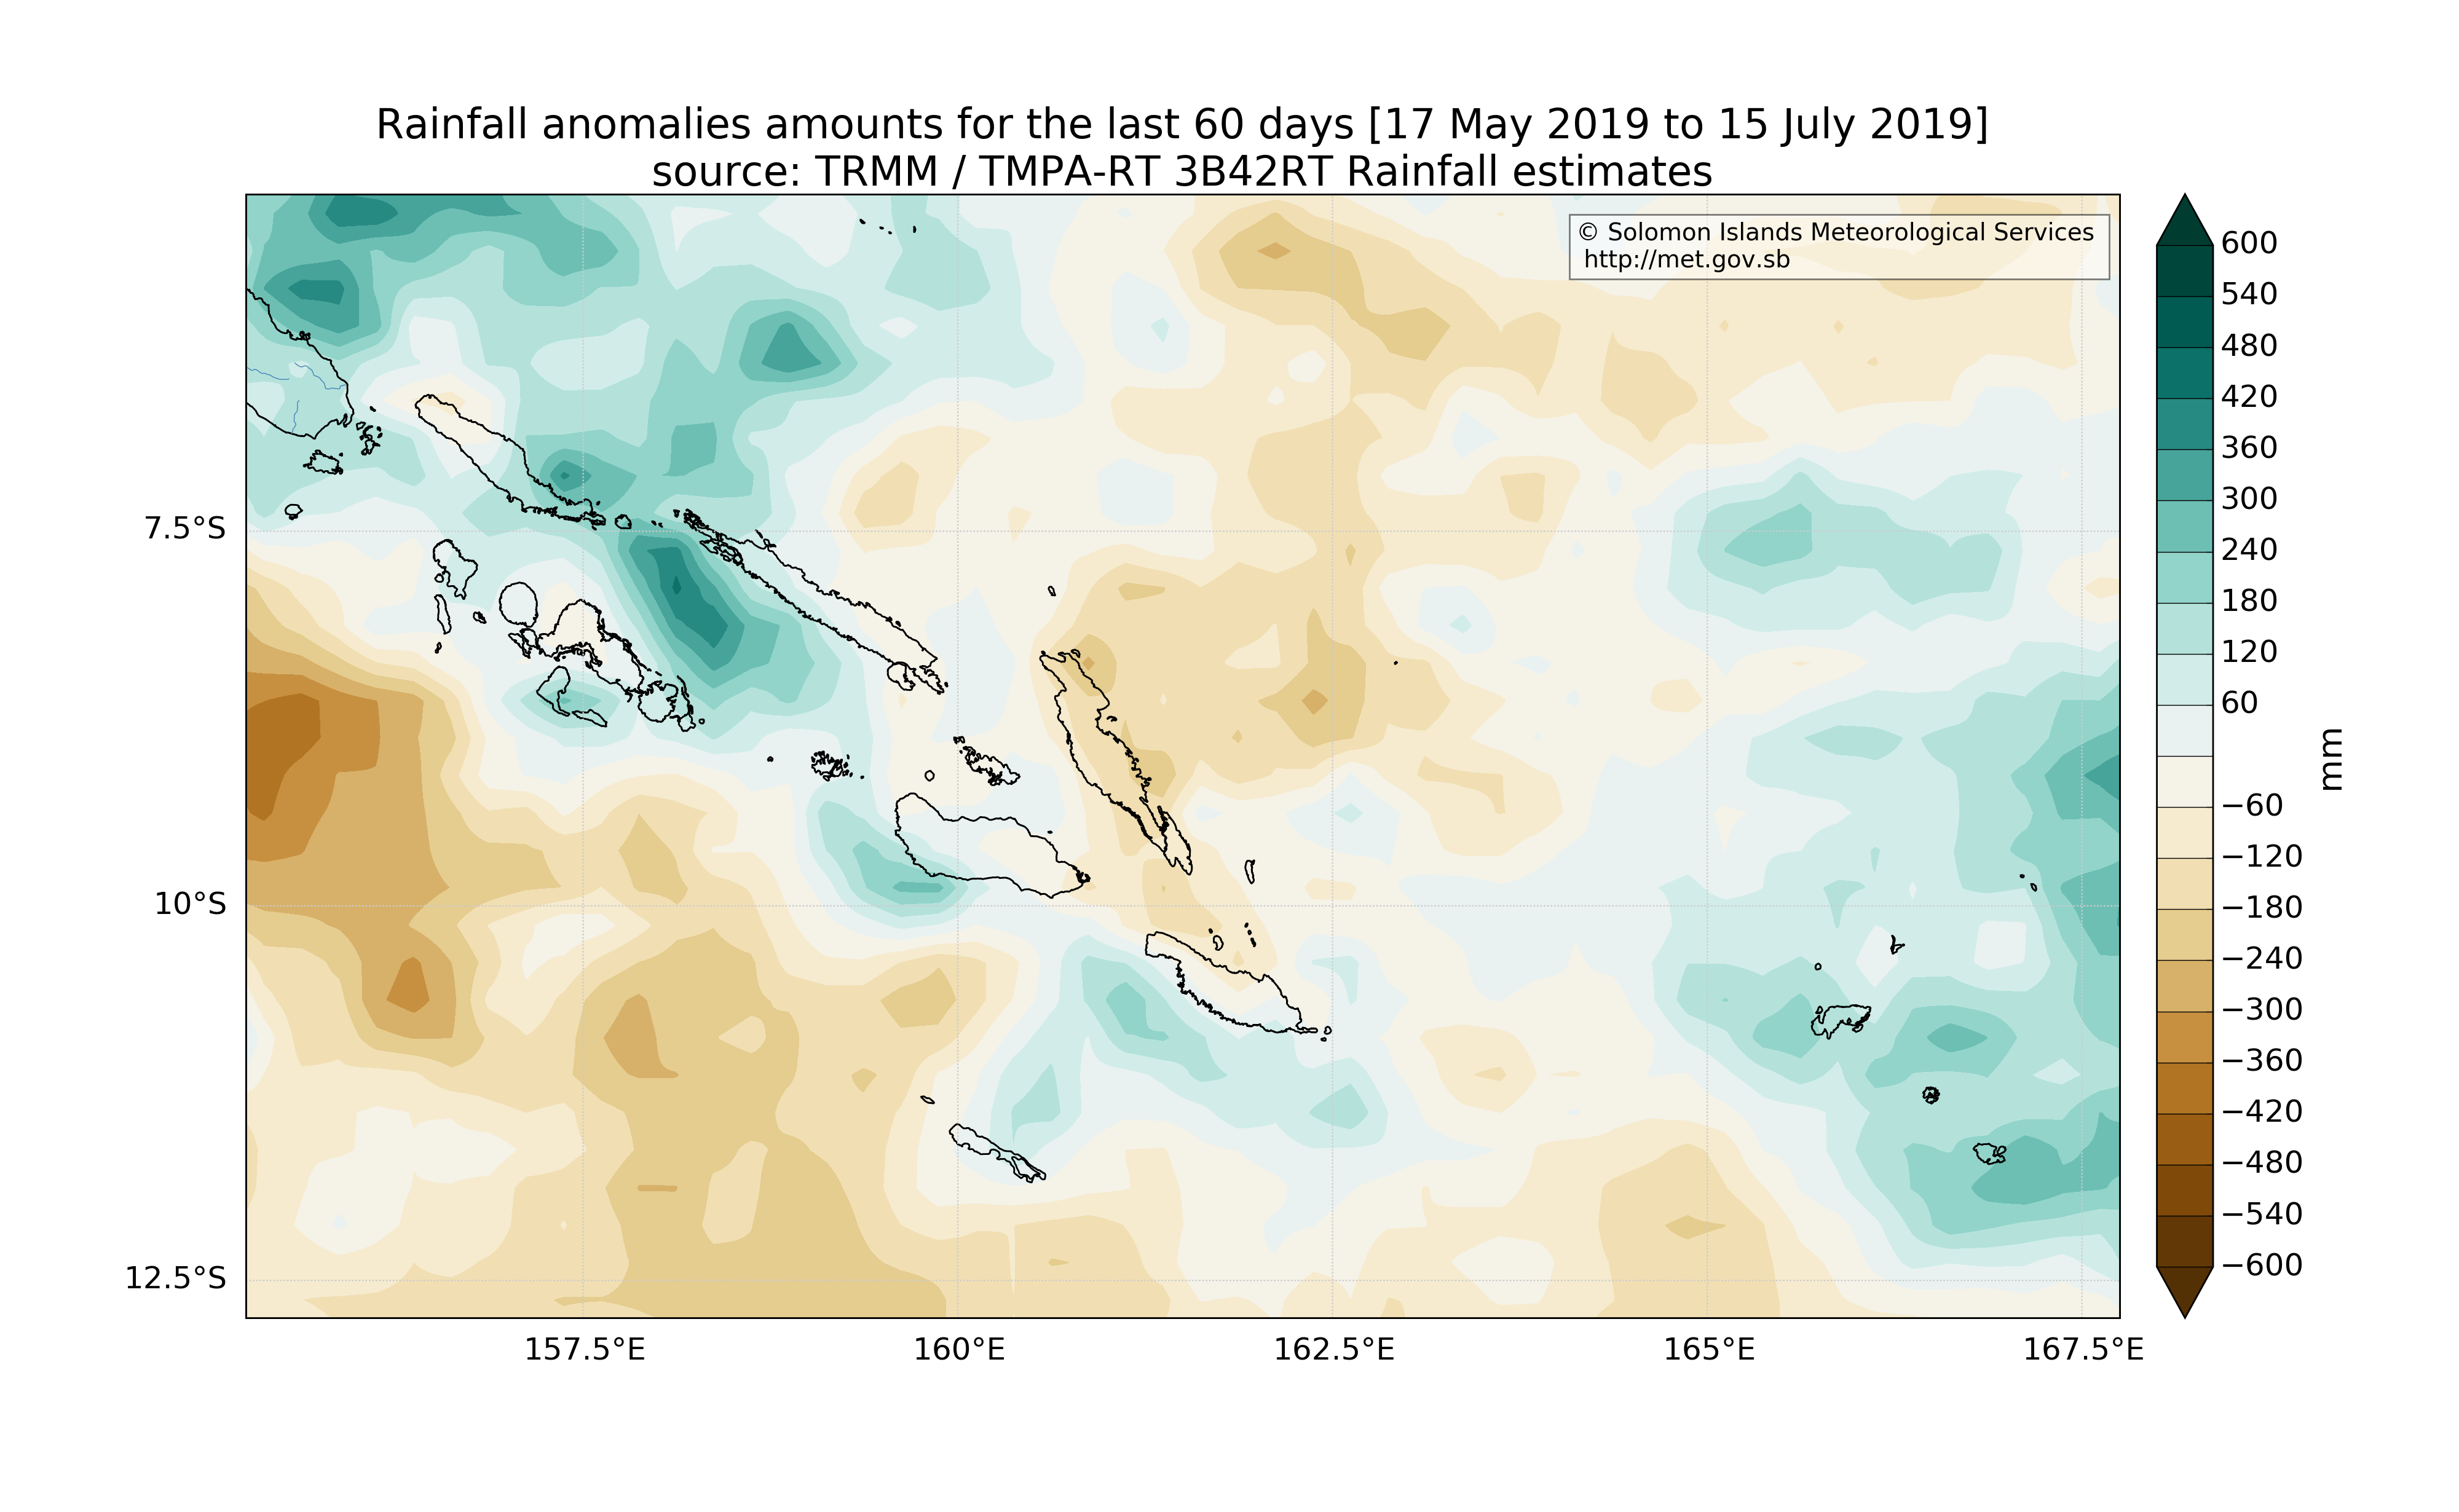 Rainfall anomalies amounts for the last 60 days [17 May 2019 to 15 July 2019]
source: TRMM / TMPA-RT 3B42RT Rainfall estimates
© Solomon Islands Meteorological Services
http://met.gov.sb
7.5°S
10°S
12.5°S
157.5°E
160°E
162.5°E
165°E
167.5°E
600
540
480
420
360
300
240
180
120
60
−60
−120
−180
−240
−300
−360
−420
−480
−540
−600
mm